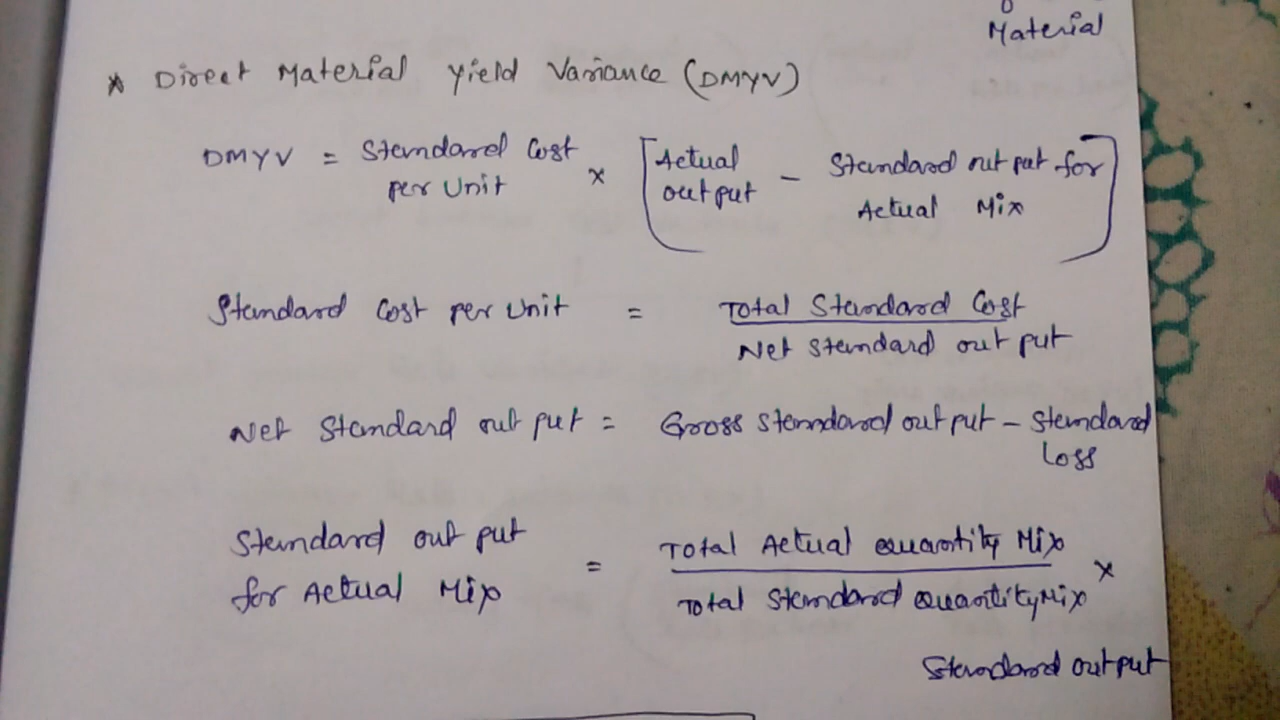 Material
* Direct Material Yield Variance (DMYV)
DMYV = Standard Cost per Unit × [Actual output - Standard output for Actual Mix]
Standard Cost per Unit = Total Standard Cost / Net Standard output
Net Standard output = Gross Standard output - Standard Loss
Standard output for Actual Mix = Total Actual Quantity Mix / Total Standard Quantity Mix × Standard output